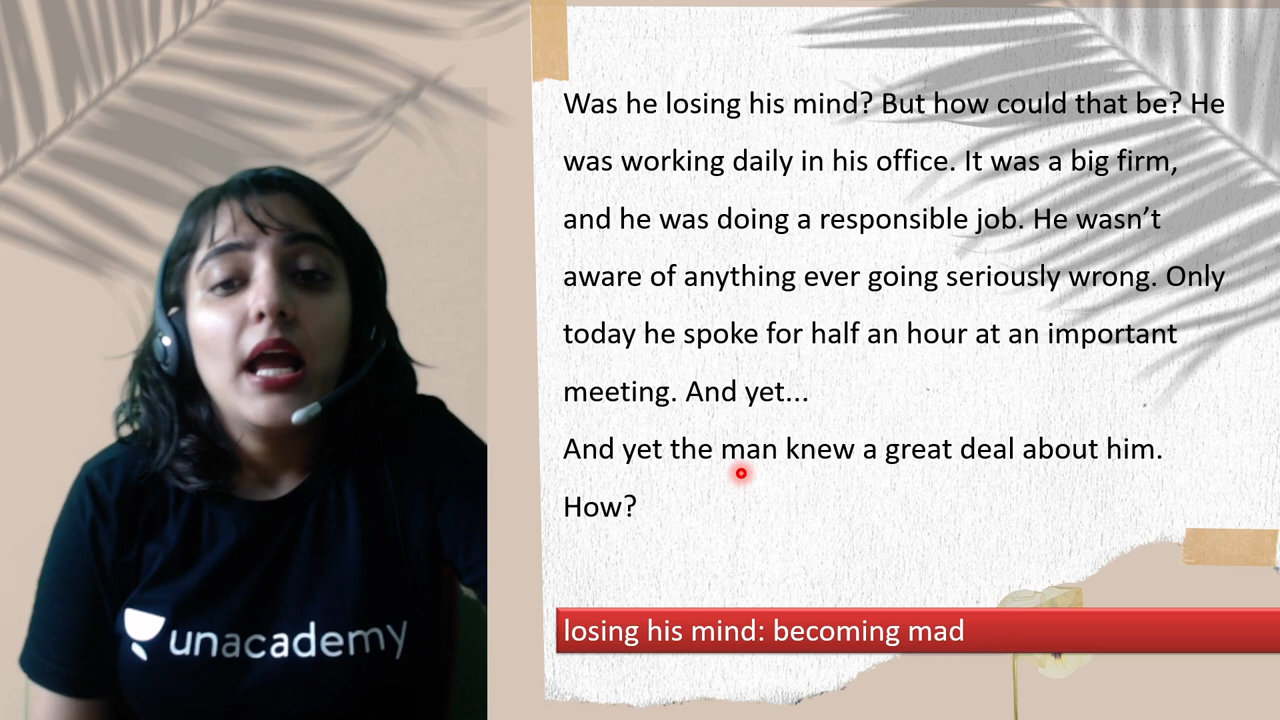 Was he losing his mind? But how could that be? He
was working daily in his office. It was a big firm,
and he was doing a responsible job. He wasn’t
aware of anything ever going seriously wrong. Only
today he spoke for half an hour at an important
meeting. And yet...
And yet the man knew a great deal about him.
How?
losing his mind: becoming mad
unacademy